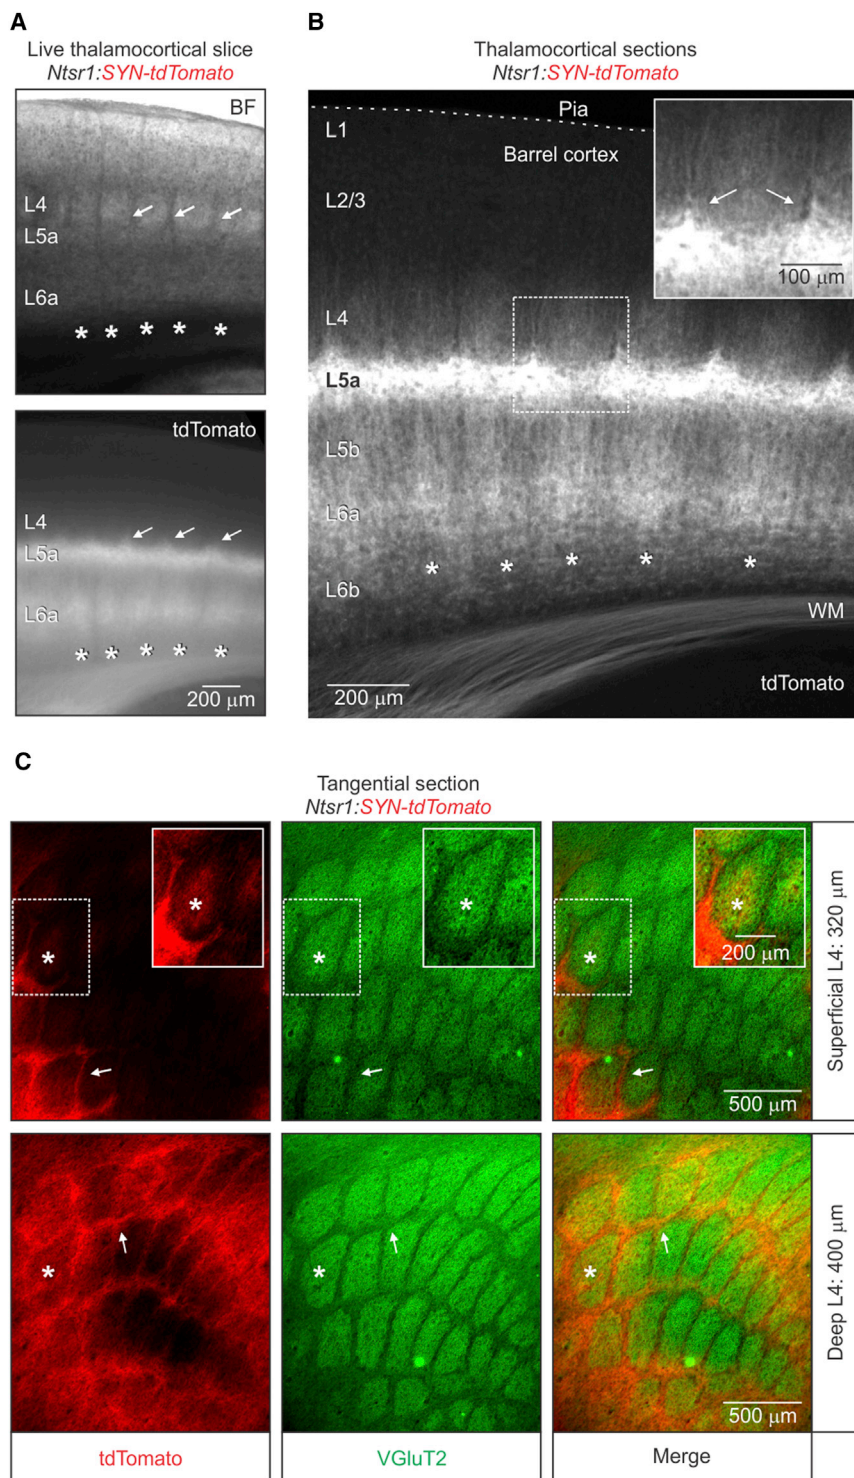 A
Live thalamocortical slice
Ntsr1:SYN-tdTomato
BF
L4
L5a
L6a
* * * * *
tdTomato
L4
L5a
L6a
* * * * *
200 μm
B
Thalamocortical sections
Ntsr1:SYN-tdTomato
Pia
L1
Barrel cortex
L2/3
100 μm
L4
L5a
L5b
L6a
* * * * *
L6b
WM
200 μm
tdTomato
C
Tangential section
Ntsr1:SYN-tdTomato
*
*
*
*
*
200 μm
*
500 μm
Superficial L4: 320 μm
*
*
*
500 μm
Deep L4: 400 μm
tdTomato
VGluT2
Merge